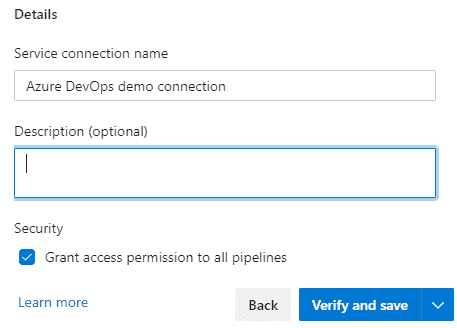 Details
Service connection name
Azure DevOps demo connection
Description (optional)
Security
Grant access permission to all pipelines
Learn more
Back
Verify and save